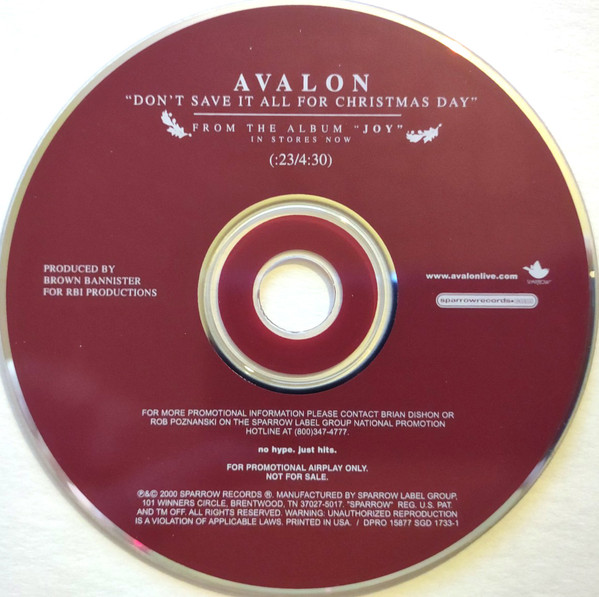 AVALON
"DON'T SAVE IT ALL FOR CHRISTMAS DAY"
FROM THE ALBUM "JOY"
IN STORES NOW
(:23/4:30)
PRODUCED BY
BROWN BANNISTER
FOR RBI PRODUCTIONS
www.avalonlive.com
sparrowrecords
FOR MORE PROMOTIONAL INFORMATION PLEASE CONTACT BRIAN DISHON OR
ROB POZNANSKI ON THE SPARROW LABEL GROUP NATIONAL PROMOTION
HOTLINE AT (800)347-4777.
no hype. just hits.
FOR PROMOTIONAL AIRPLAY ONLY.
NOT FOR SALE.
℗&© 2000 SPARROW RECORDS ®. MANUFACTURED BY SPARROW LABEL GROUP,
101 WINNERS CIRCLE, BRENTWOOD, TN 37027-5017. "SPARROW" REG. U.S. PAT.
AND TM OFF. ALL RIGHTS RESERVED. WARNING: UNAUTHORIZED REPRODUCTION
IS A VIOLATION OF APPLICABLE LAWS. PRINTED IN USA. / DPRO 15877 SGD 1733-1